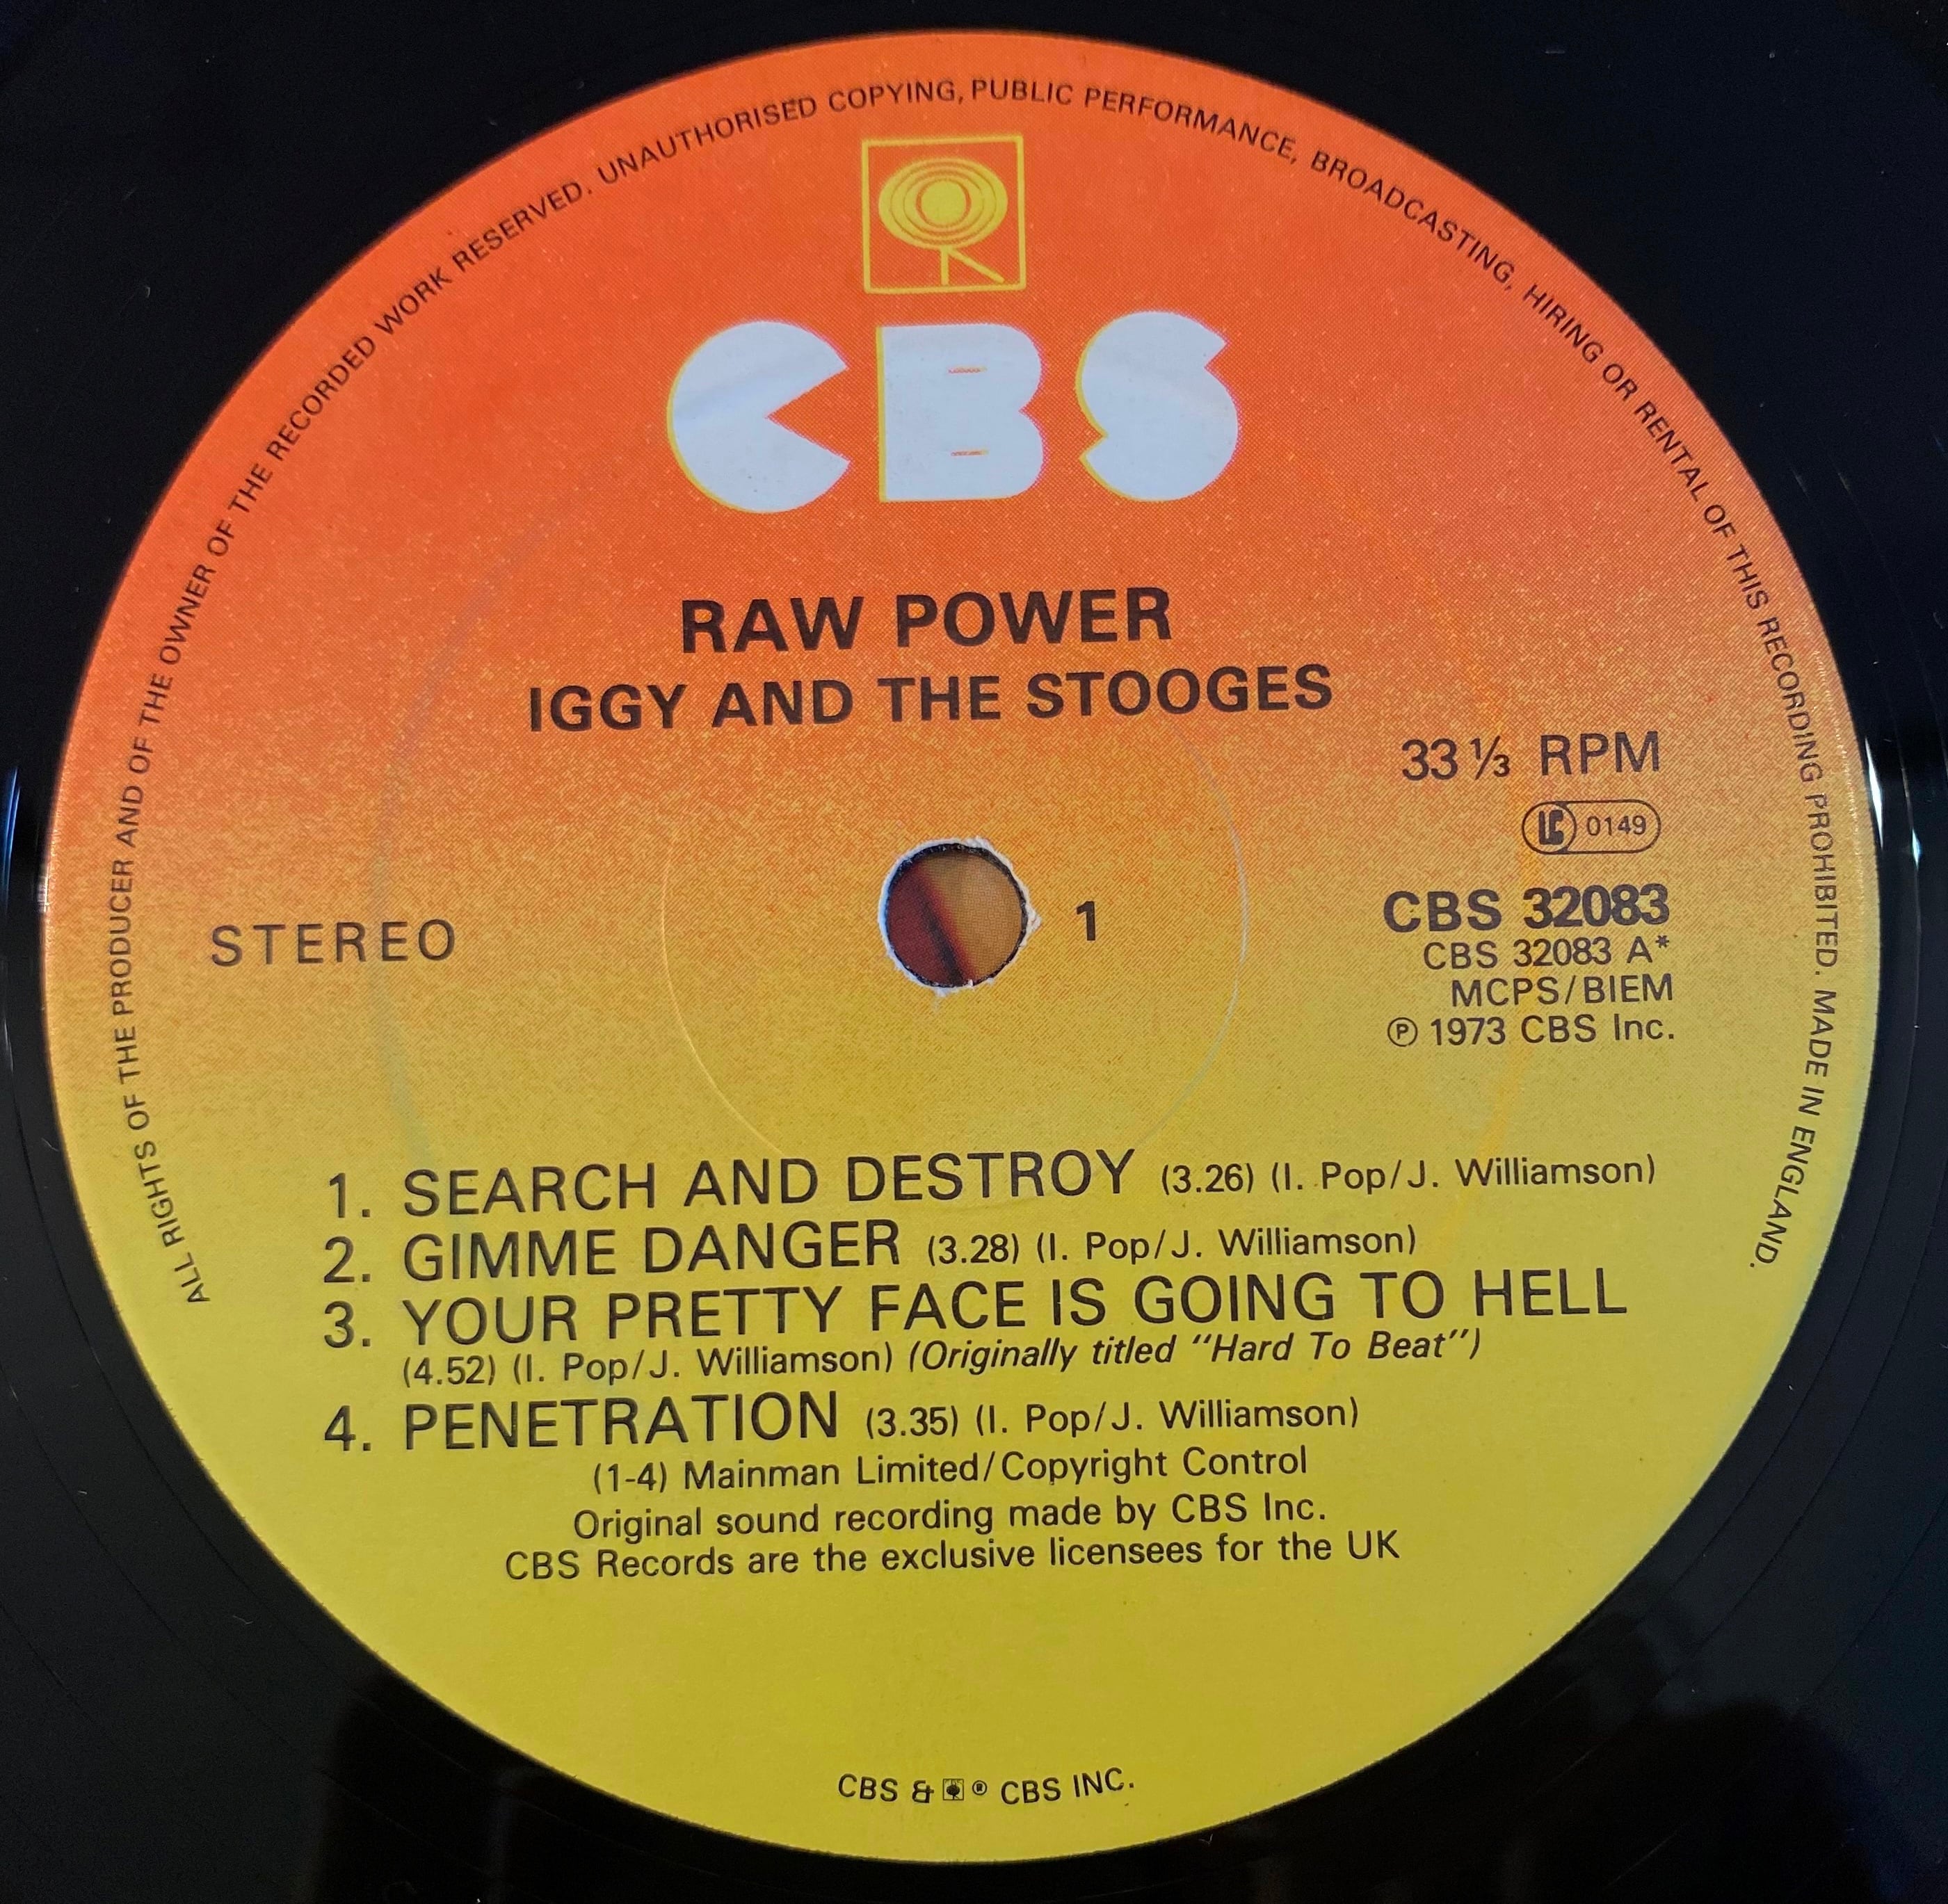 ALL RIGHTS OF THE PRODUCER AND OF THE OWNER OF THE RECORDED WORK RESERVED. UNAUTHORISED COPYING, PUBLIC PERFORMANCE, BROADCASTING, HIRING OR RENTAL OF THIS RECORDING PROHIBITED. MADE IN ENGLAND.
CBS
RAW POWER
IGGY AND THE STOOGES
33⅓ RPM
LC 0149
STEREO
1
CBS 32083
CBS 32083 A*
MCPS/BIEM
℗ 1973 CBS Inc.
1. SEARCH AND DESTROY (3.26) (I. Pop/J. Williamson)
2. GIMME DANGER (3.28) (I. Pop/J. Williamson)
3. YOUR PRETTY FACE IS GOING TO HELL
(4.52) (I. Pop/J. Williamson) (Originally titled "Hard To Beat")
4. PENETRATION (3.35) (I. Pop/J. Williamson)
(1-4) Mainman Limited/Copyright Control
Original sound recording made by CBS Inc.
CBS Records are the exclusive licensees for the UK
CBS & ® CBS INC.